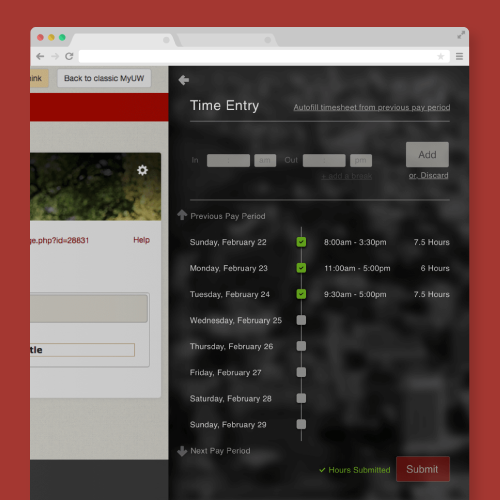 ink
Back to classic MyUW
Time Entry
Autofill timesheet from previous pay period
In
am
Out
pm
Add
+ add a break
or, Discard
Previous Pay Period
ge.php?id=28831
Help
Sunday, February 22 8:00am - 3:30pm 7.5 Hours
Monday, February 23 11:00am - 5:00pm 6 Hours
Tuesday, February 24 9:30am - 5:00pm 7.5 Hours
Wednesday, February 25
Thursday, February 26
tle
Friday, February 27
Saturday, February 28
Sunday, February 29
Next Pay Period
Hours Submitted
Submit